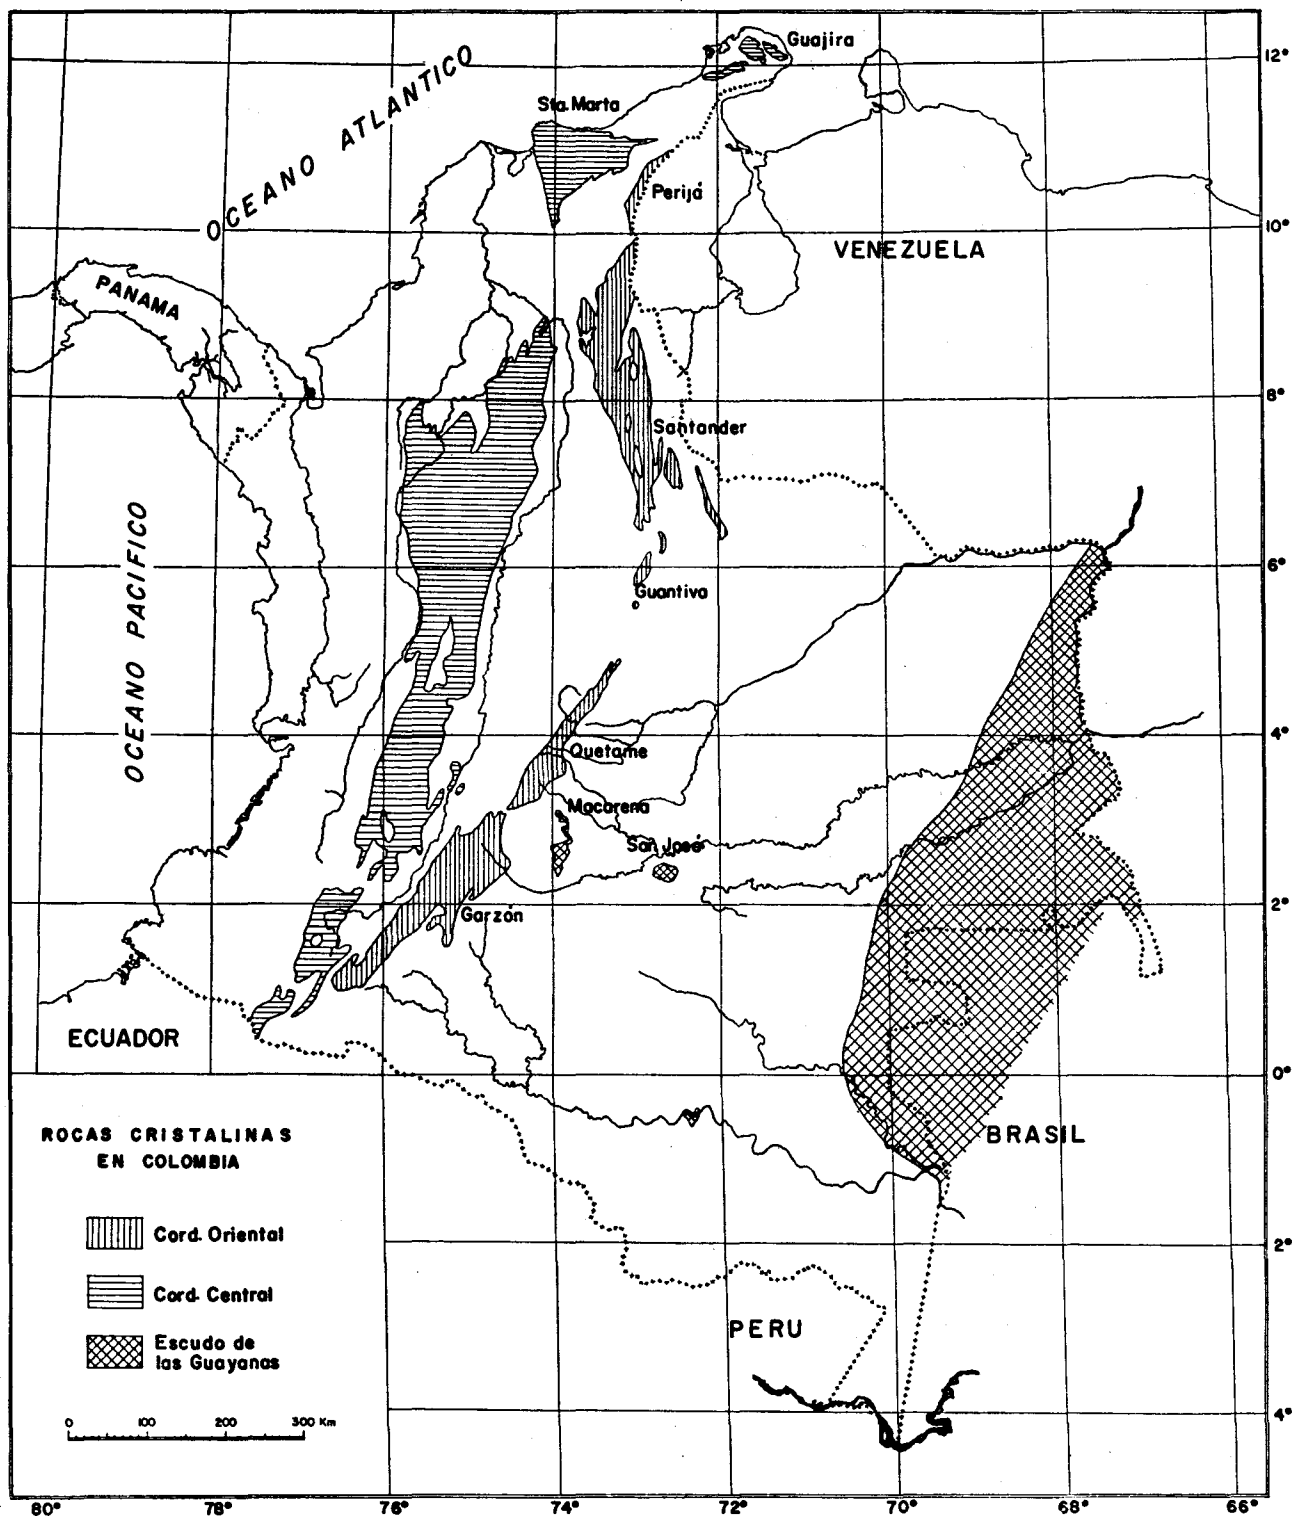 Guajira
12°
OCEANO ATLANTICO
Sta. Marta
Perijá
10°
VENEZUELA
PANAMA
8°
Santander
OCEANO PACIFICO
6°
Guantiva
4°
Quetame
Macarena
San José
2°
Garzón
ECUADOR
0°
ROCAS CRISTALINAS
EN COLOMBIA
BRASIL
Cord. Oriental
2°
Cord. Central
PERU
Escudo de
las Guayanas
0 100 200 300 Km
4°
80° 78° 76° 74° 72° 70° 68° 66°